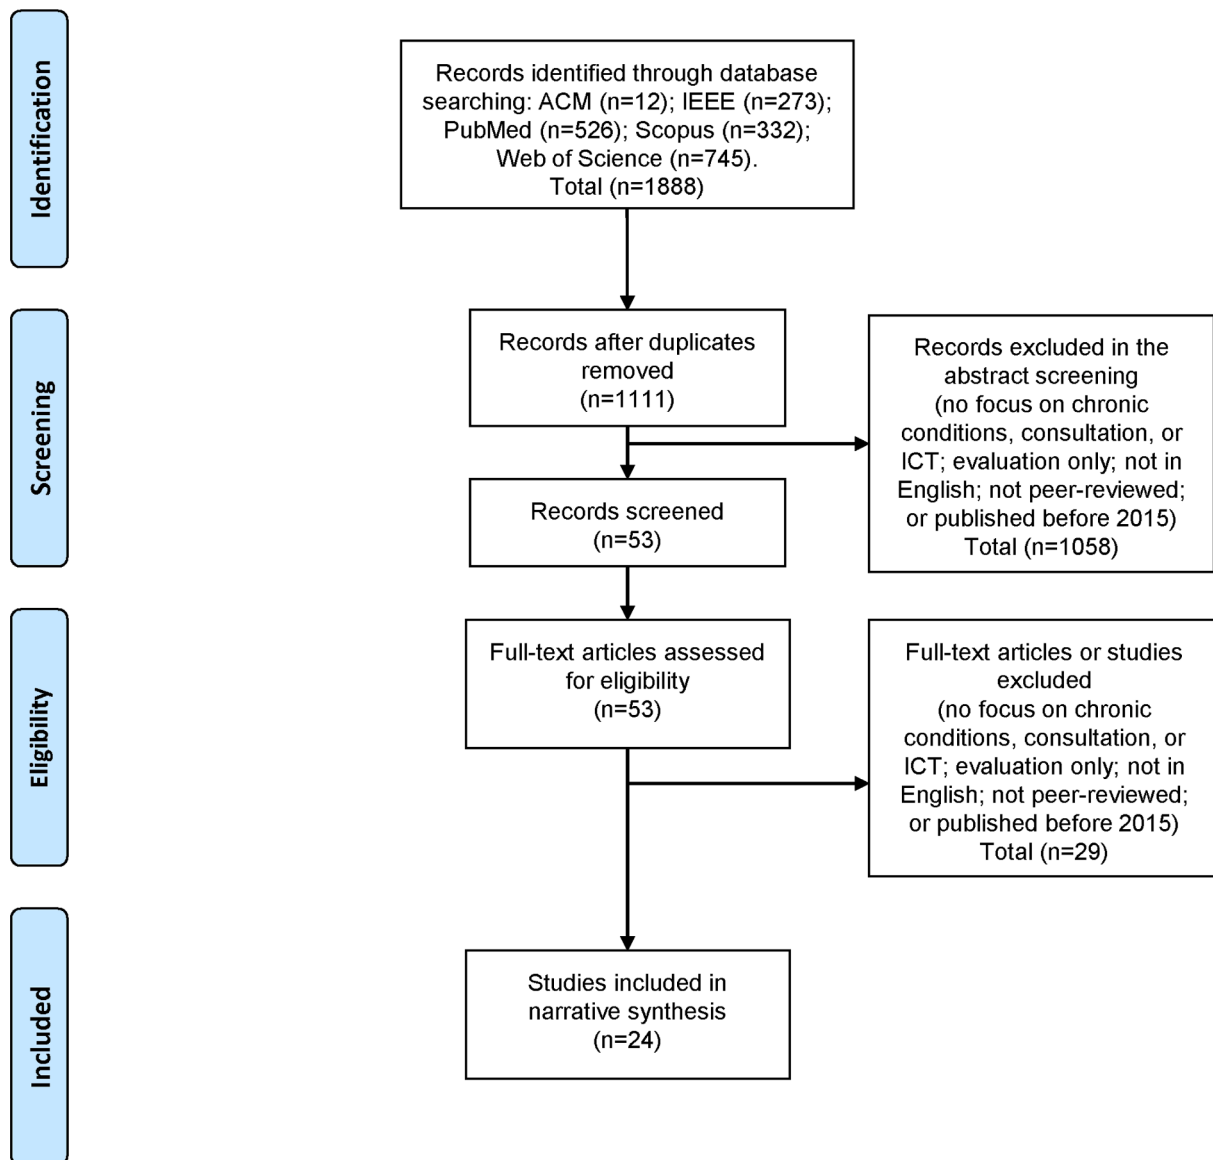 Identification
Records identified through database
searching: ACM (n=12); IEEE (n=273);
PubMed (n=526); Scopus (n=332);
Web of Science (n=745).
Total (n=1888)
Screening
Records after duplicates
removed
(n=1111)
Records excluded in the
abstract screening
(no focus on chronic
conditions, consultation, or
ICT; evaluation only; not in
English; not peer-reviewed;
or published before 2015)
Total (n=1058)
Records screened
(n=53)
Eligibility
Full-text articles assessed
for eligibility
(n=53)
Full-text articles or studies
excluded
(no focus on chronic
conditions, consultation, or
ICT; evaluation only; not in
English; not peer-reviewed;
or published before 2015)
Total (n=29)
Included
Studies included in
narrative synthesis
(n=24)